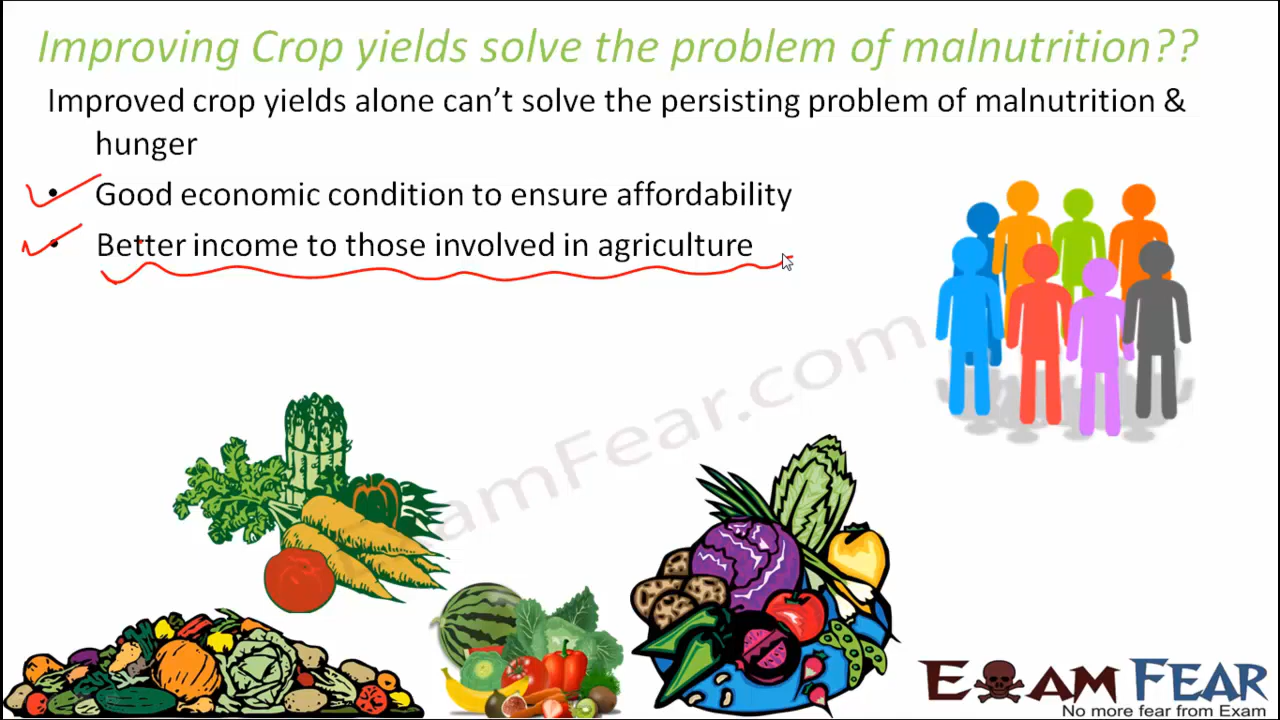 Improving Crop yields solve the problem of malnutrition??
Improved crop yields alone can't solve the persisting problem of malnutrition &
hunger
• Good economic condition to ensure affordability
• Better income to those involved in agriculture
ExamFear.com
EXAM FEAR
No more fear from Exam